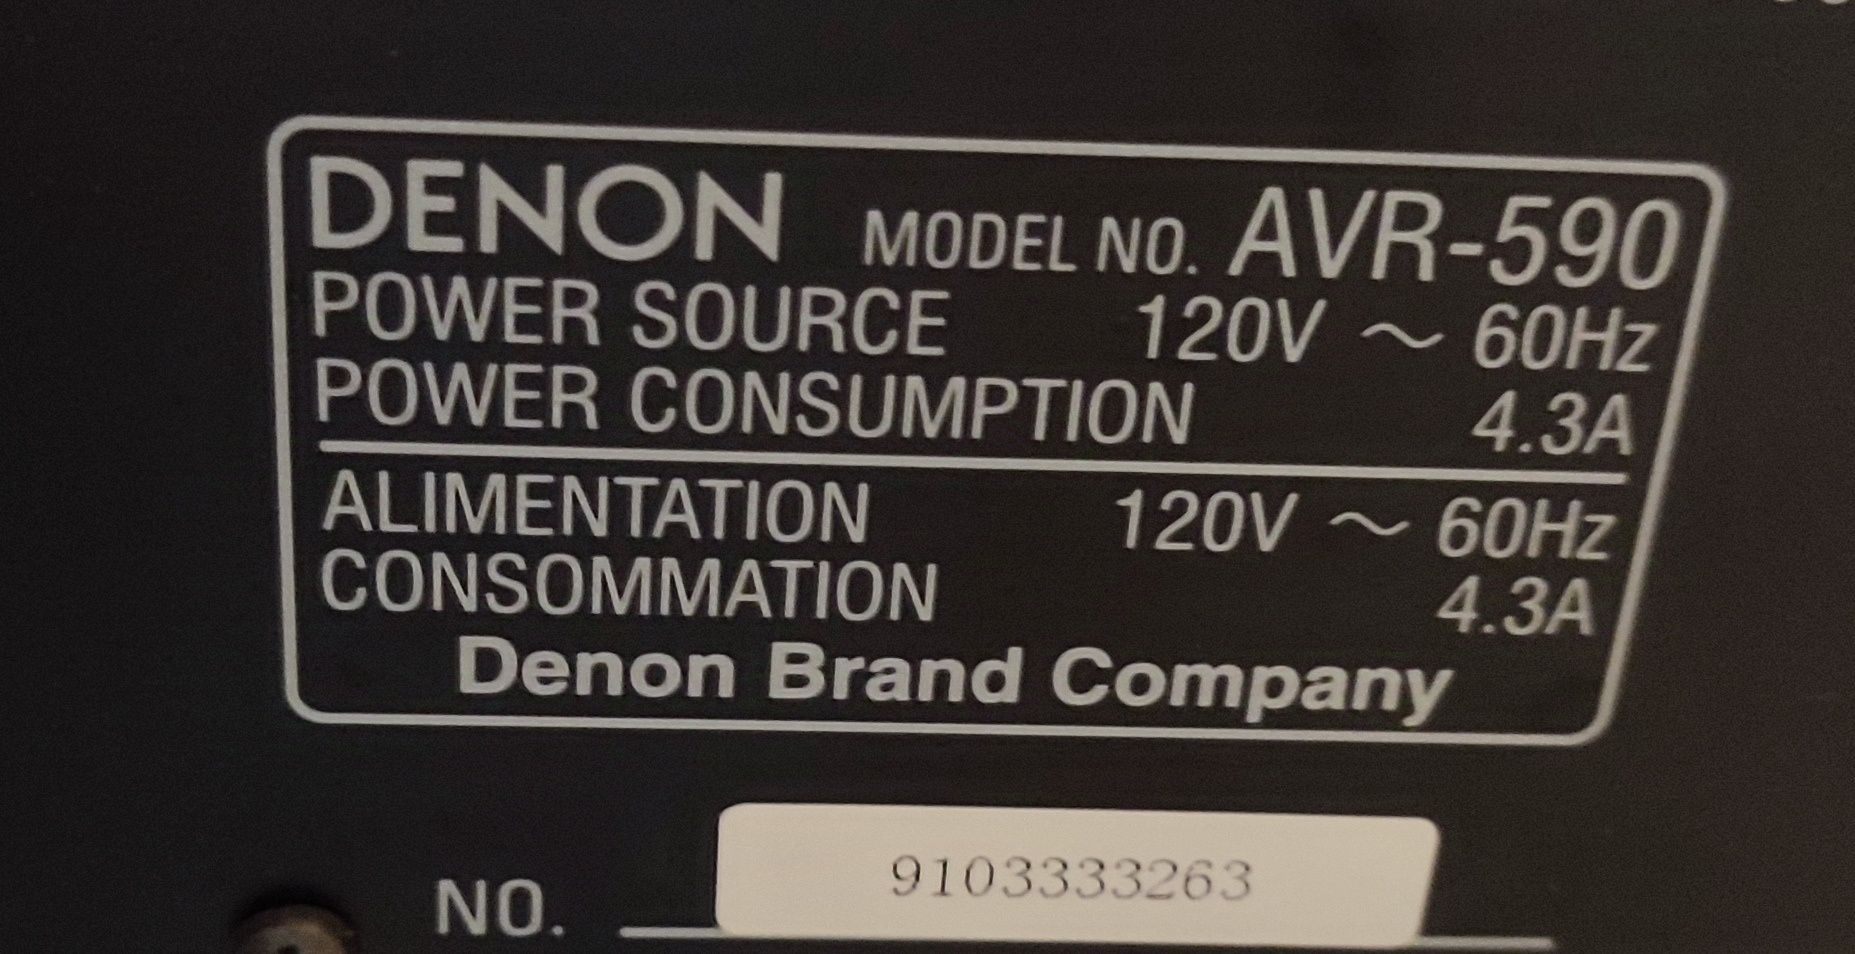 DENON MODEL NO. AVR-590
POWER SOURCE 120V ~ 60Hz
POWER CONSUMPTION 4.3A
ALIMENTATION 120V ~ 60Hz
CONSOMMATION 4.3A
Denon Brand Company
NO. 9103333263